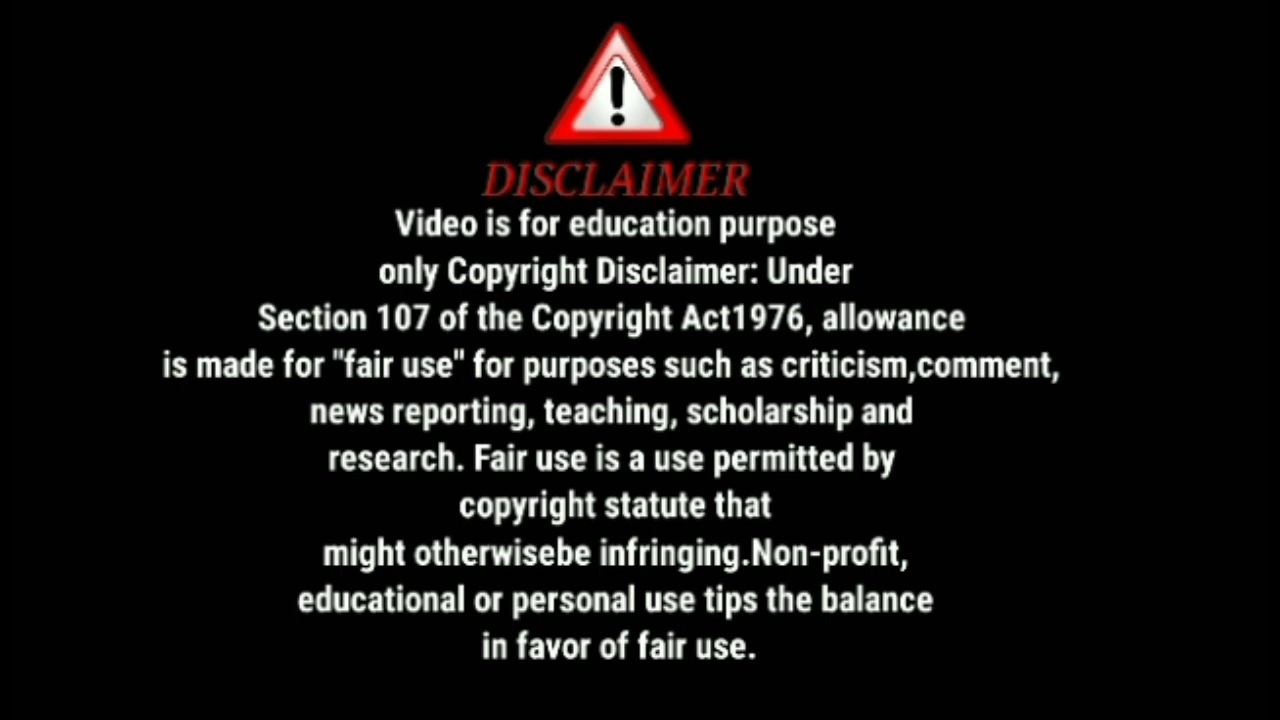 DISCLAIMER
Video is for education purpose
only Copyright Disclaimer: Under
Section 107 of the Copyright Act1976, allowance
is made for "fair use" for purposes such as criticism,comment,
news reporting, teaching, scholarship and
research. Fair use is a use permitted by
copyright statute that
might otherwisebe infringing.Non-profit,
educational or personal use tips the balance
in favor of fair use.